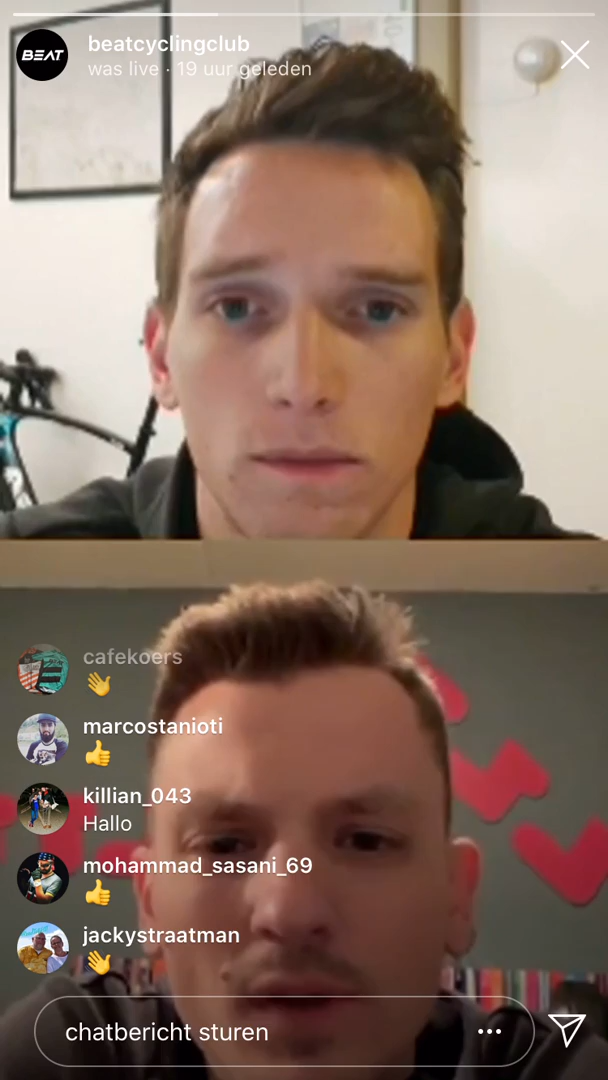 BEAT
beatcyclingclub
was live · 19 uur geleden
cafekoers
👋
marcostanioti
👍
killian_043
Hallo
mohammad_sasani_69
👍
jackystraatman
👋
chatbericht sturen